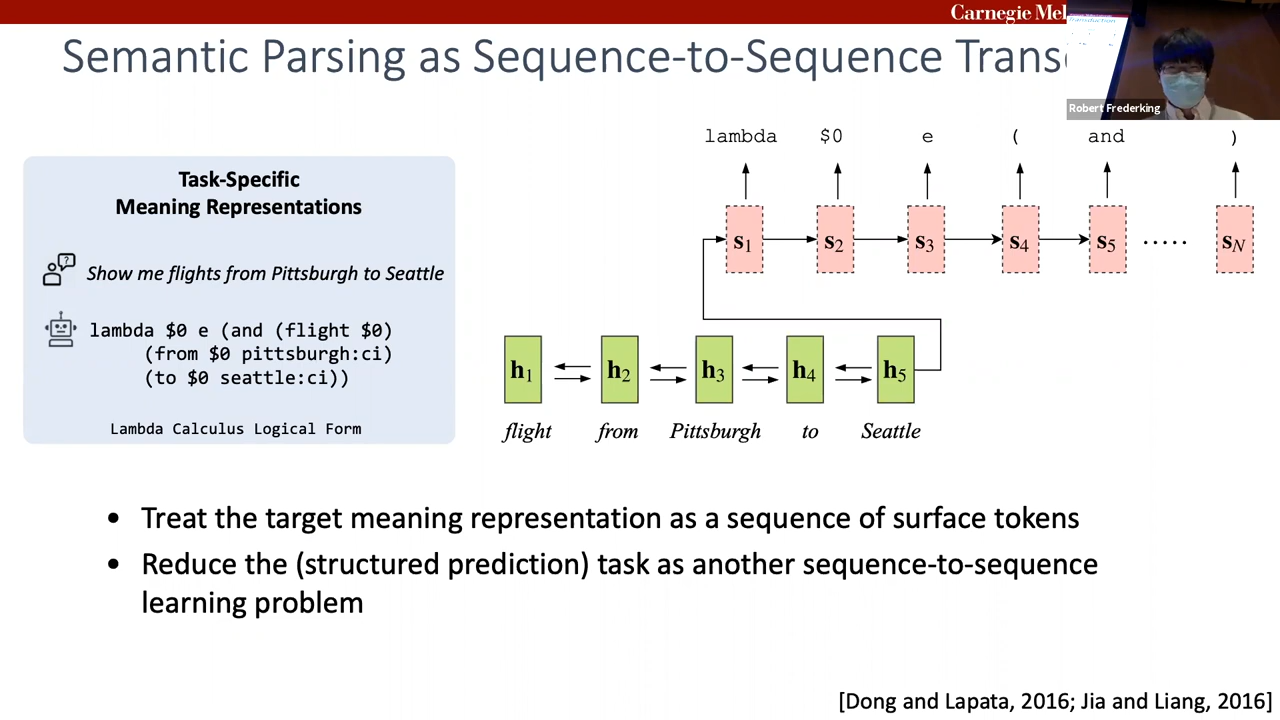 Carnegie Mel
Semantic Parsing as Sequence-to-Sequence Trans
Transduction
Robert Frederking
Task-Specific
Meaning Representations
Show me flights from Pittsburgh to Seattle
lambda $0 e (and (flight $0)
(from $0 pittsburgh:ci)
(to $0 seattle:ci))
Lambda Calculus Logical Form
lambda $0 e ( and )
s1 s2 s3 s4 s5 ..... sN
h1 h2 h3 h4 h5
flight from Pittsburgh to Seattle
• Treat the target meaning representation as a sequence of surface tokens
• Reduce the (structured prediction) task as another sequence-to-sequence
learning problem
[Dong and Lapata, 2016; Jia and Liang, 2016]